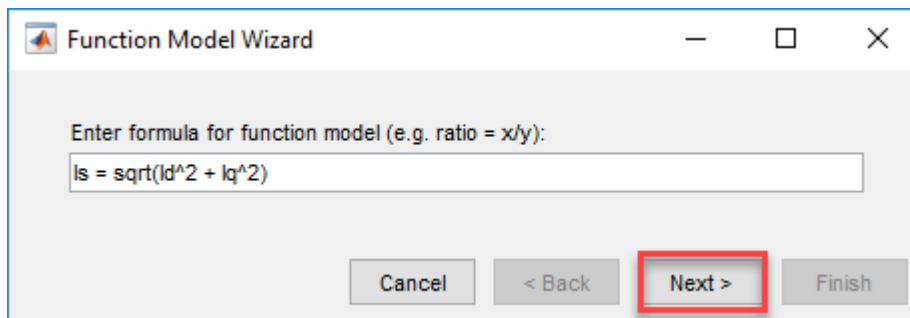 Function Model Wizard
Enter formula for function model (e.g. ratio = x/y):
Is = sqrt(Id^2 + Iq^2)
Cancel < Back Next > Finish